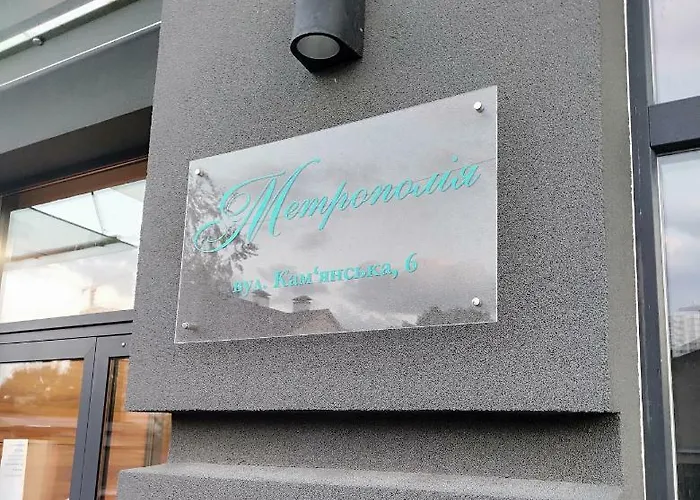 Метрополія
вул. Кам‘янська, 6